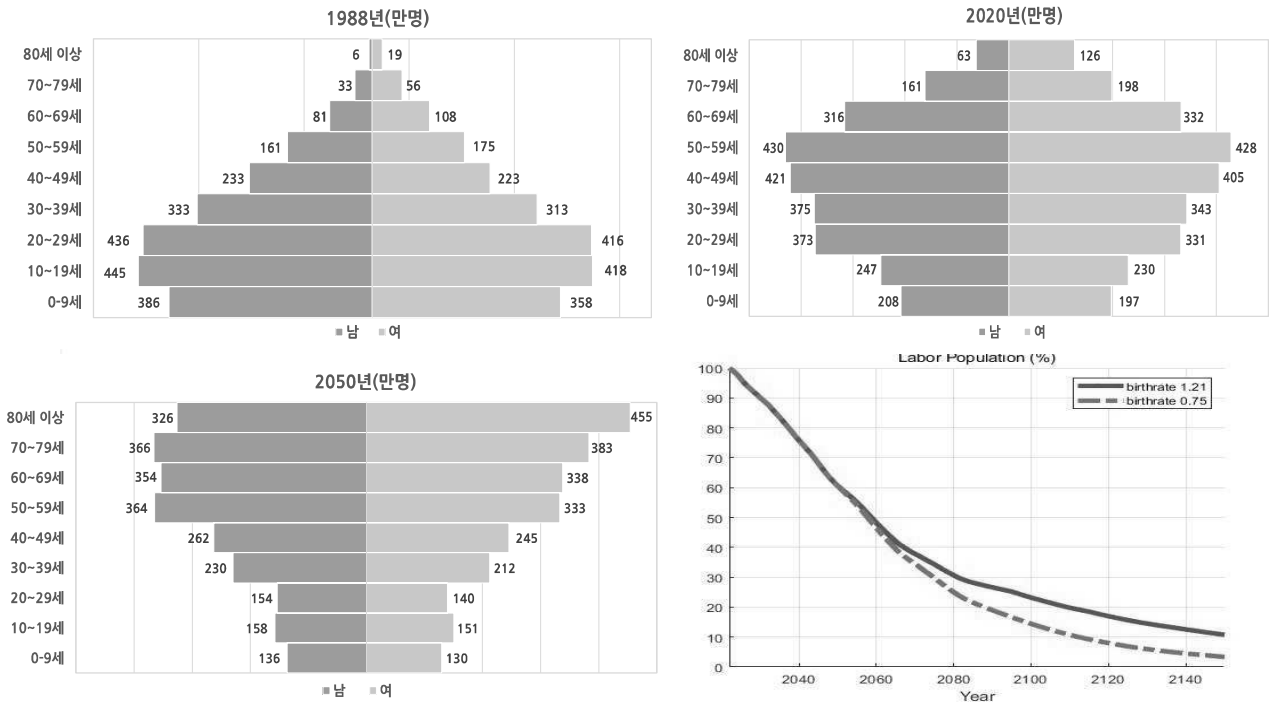 1988년(만명)
80세 이상 6 19
70~79세 33 56
60~69세 81 108
50~59세 161 175
40~49세 233 223
30~39세 333 313
20~29세 436 416
10~19세 445 418
0-9세 386 358
남 여
2020년(만명)
80세 이상 63 126
70~79세 161 198
60~69세 316 332
50~59세 430 428
40~49세 421 405
30~39세 375 343
20~29세 373 331
10~19세 247 230
0-9세 208 197
남 여
2050년(만명)
80세 이상 326 455
70~79세 366 383
60~69세 354 338
50~59세 364 333
40~49세 262 245
30~39세 230 212
20~29세 154 140
10~19세 158 151
0-9세 136 130
남 여
Labor Population (%)
birthrate 1.21
birthrate 0.75
100
90
80
70
60
50
40
30
20
10
0
2040 2060 2080 2100 2120 2140
Year